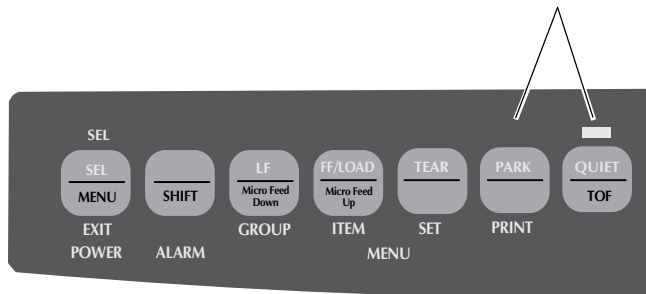 SEL
SEL
MENU
SHIFT
LF
Micro Feed
Down
FF/LOAD
Micro Feed
Up
TEAR
PARK
QUIET
TOF
EXIT
GROUP
ITEM
SET
PRINT
POWER
ALARM
MENU